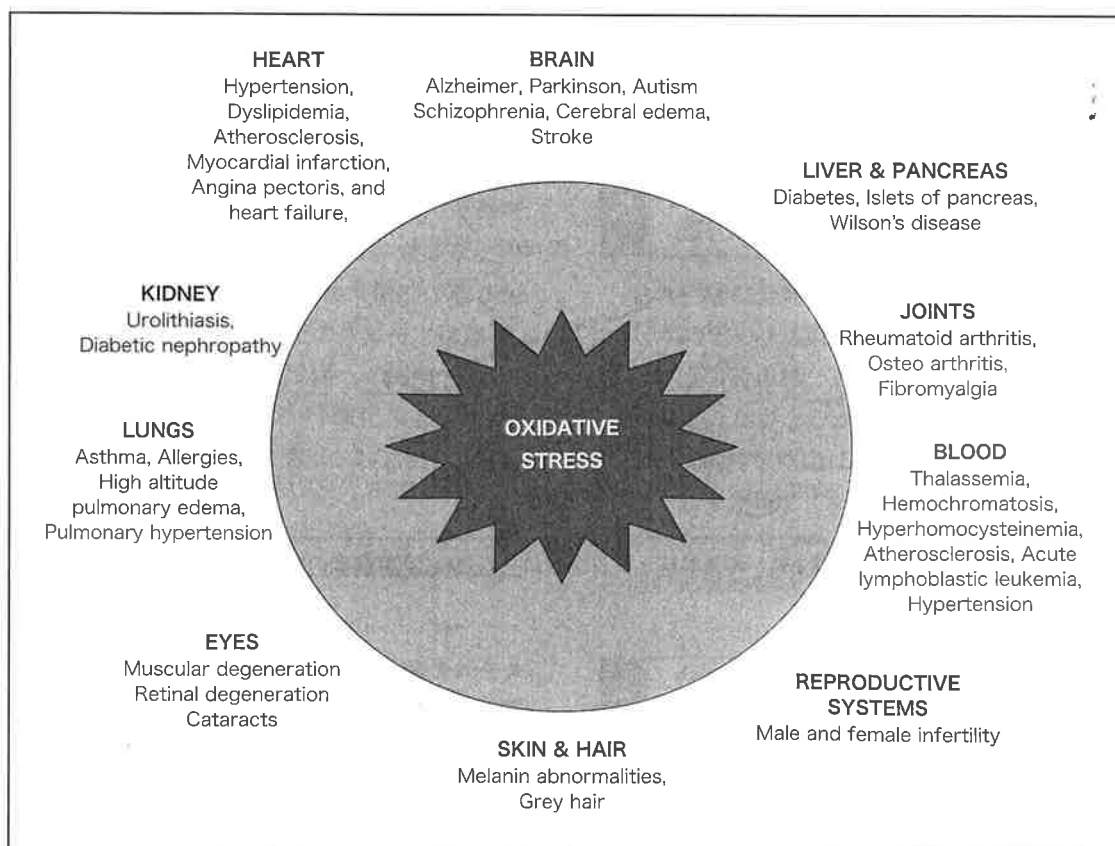 HEART
Hypertension,
Dyslipidemia,
Atherosclerosis,
Myocardial infarction,
Angina pectoris, and
heart failure,
BRAIN
Alzheimer, Parkinson, Autism
Schizophrenia, Cerebral edema,
Stroke
LIVER & PANCREAS
Diabetes, Islets of pancreas,
Wilson's disease
KIDNEY
Urolithiasis,
Diabetic nephropathy
JOINTS
Rheumatoid arthritis,
Osteo arthritis,
Fibromyalgia
OXIDATIVE
STRESS
LUNGS
Asthma, Allergies,
High altitude
pulmonary edema,
Pulmonary hypertension
BLOOD
Thalassemia,
Hemochromatosis,
Hyperhomocysteinemia,
Atherosclerosis, Acute
lymphoblastic leukemia,
Hypertension
EYES
Muscular degeneration
Retinal degeneration
Cataracts
REPRODUCTIVE
SYSTEMS
Male and female infertility
SKIN & HAIR
Melanin abnormalities,
Grey hair